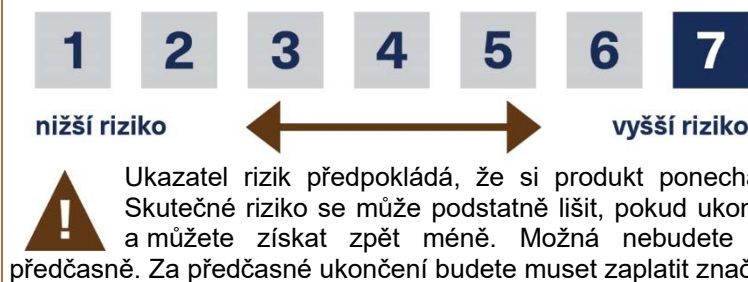 1 2 3 4 5 6 7
nižší riziko vyšší riziko
Ukazatel rizik předpokládá, že si produkt ponechá
Skutečné riziko se může podstatně lišit, pokud ukon
! a můžete získat zpět méně. Možná nebudete
předčasně. Za předčasné ukončení budete muset zaplatit znač